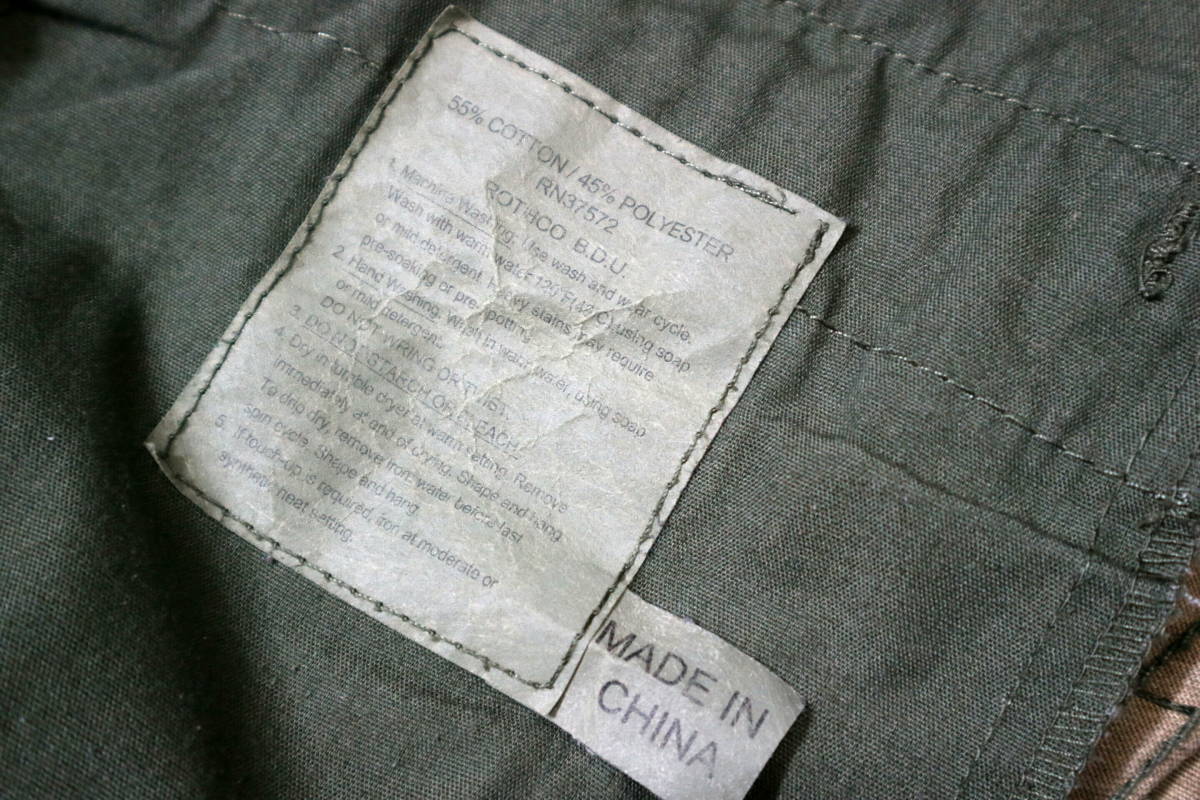 55% COTTON / 45% POLYESTER
RN37572
ROTHCO B.D.U.
1. Machine Washing. Use wash and wear cycle.
Wash with warm water 120 F(49 C) using soap
or mild detergent. Heavy stains may require
pre-soaking or pre-spotting.
2. Hand Washing. Wash in warm water, using soap
or mild detergent.
DO NOT WRING OR TWIST.
3. DO NOT STARCH OR BLEACH.
4. Dry in tumble dryer at warm setting. Remove
immediately at end of drying. Shape and hang
To drip dry, remove from water before last
spin cycle. Shape and hang
5. If touch-up is required, iron at moderate or
synthetic heat setting.
MADE IN
CHINA